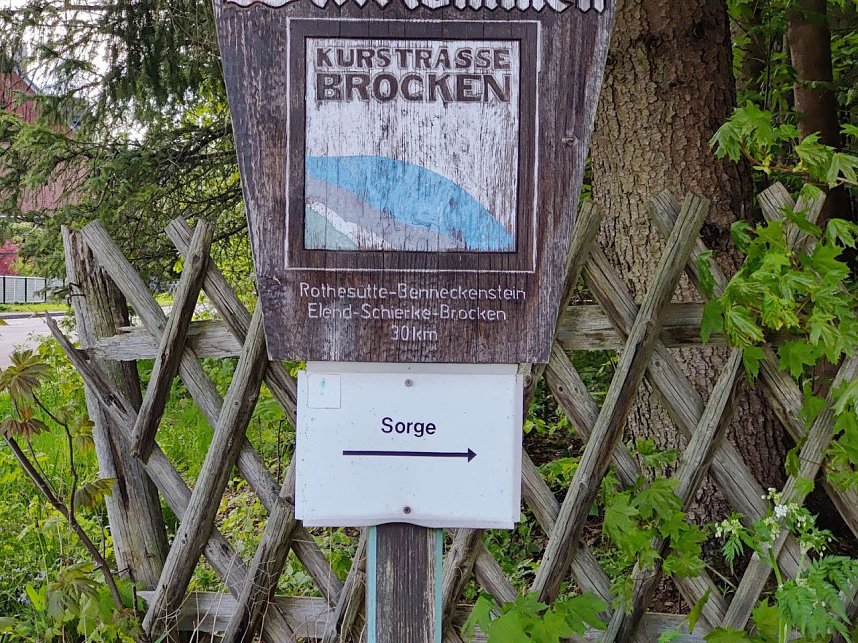 KURSTRASSE
BROCKEN
Rothesütte-Benneckenstein
Elend-Schierke-Brocken
30km
Sorge